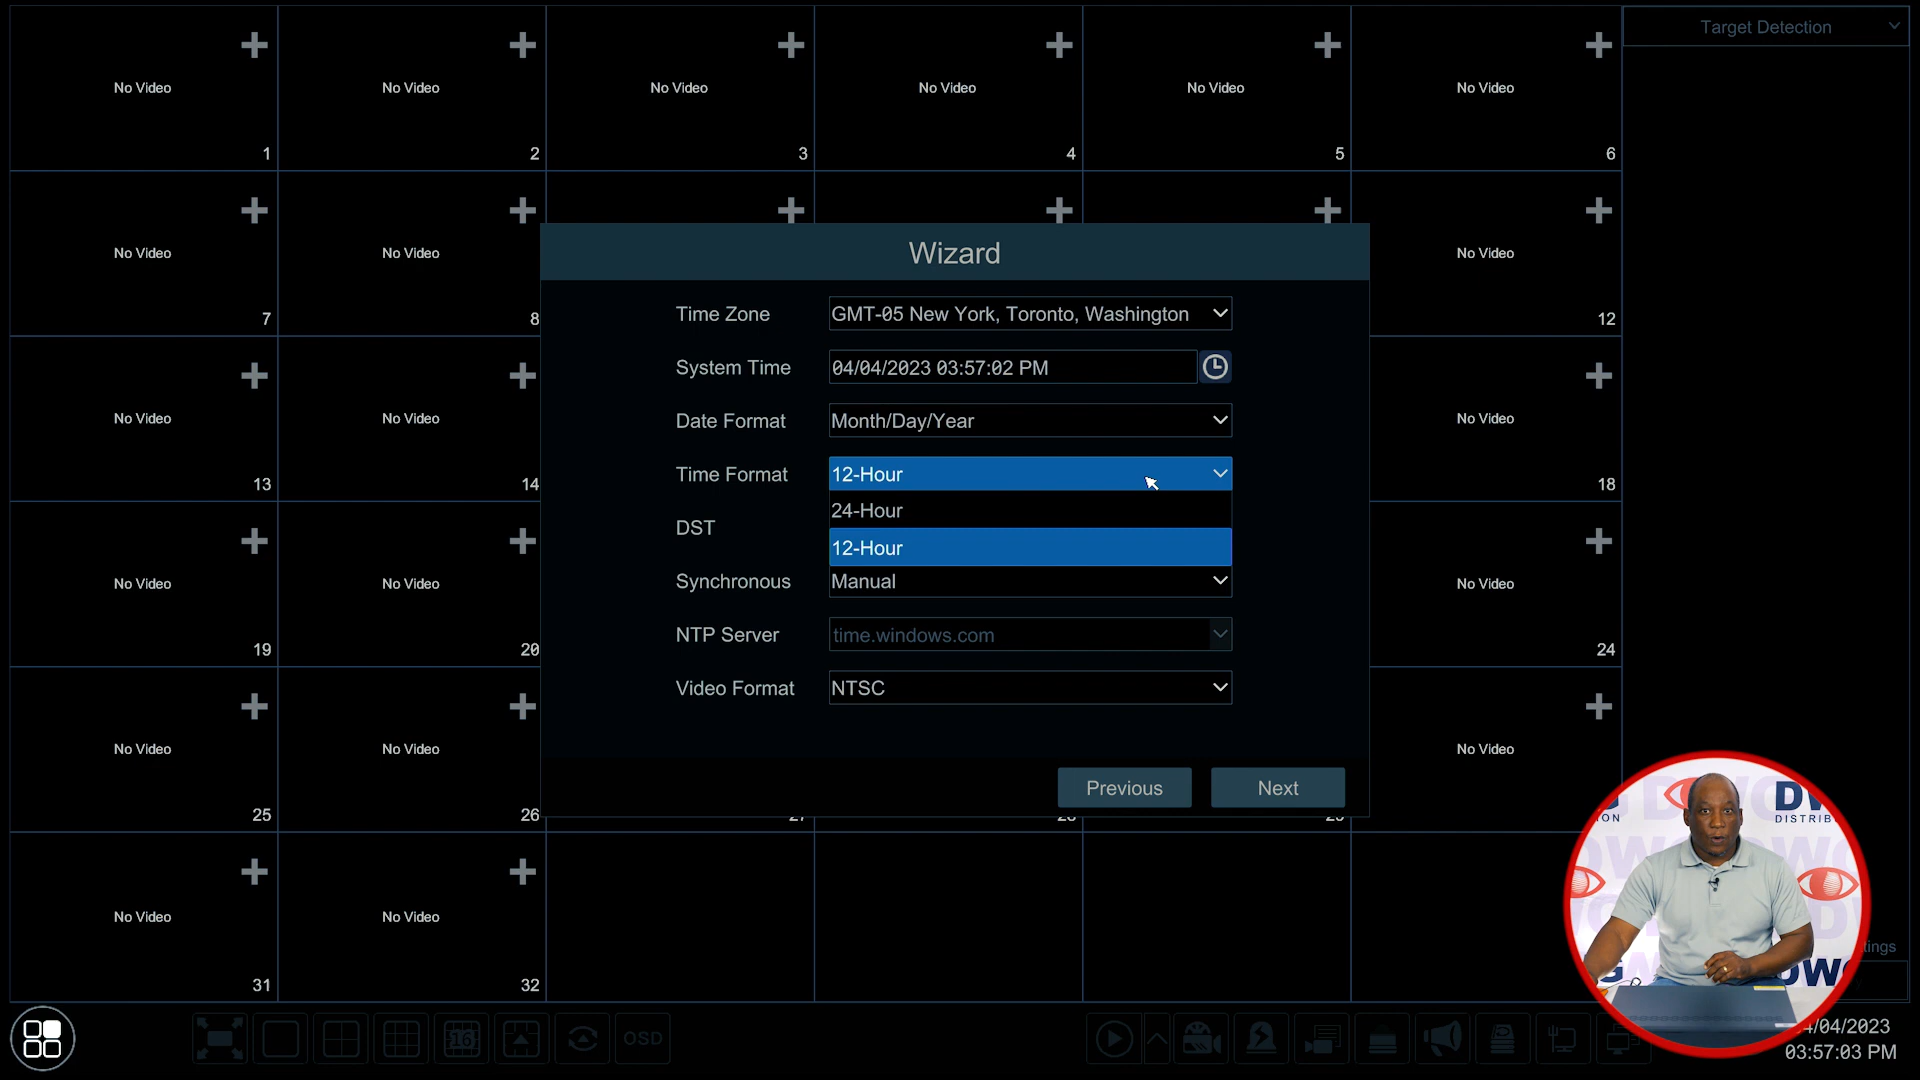 Target Detection
No Video
1
No Video
2
No Video
3
No Video
4
No Video
5
No Video
6
No Video
7
No Video
8
No Video
12
Wizard
Time Zone GMT-05 New York, Toronto, Washington
System Time 04/04/2023 03:57:02 PM
Date Format Month/Day/Year
Time Format 12-Hour
24-Hour
DST
12-Hour
Synchronous Manual
NTP Server time.windows.com
Video Format NTSC
Previous Next
No Video
13
No Video
14
No Video
18
No Video
19
No Video
20
No Video
24
No Video
25
No Video
26
No Video
No Video
31
No Video
32
16
OSD
03:57:03 PM